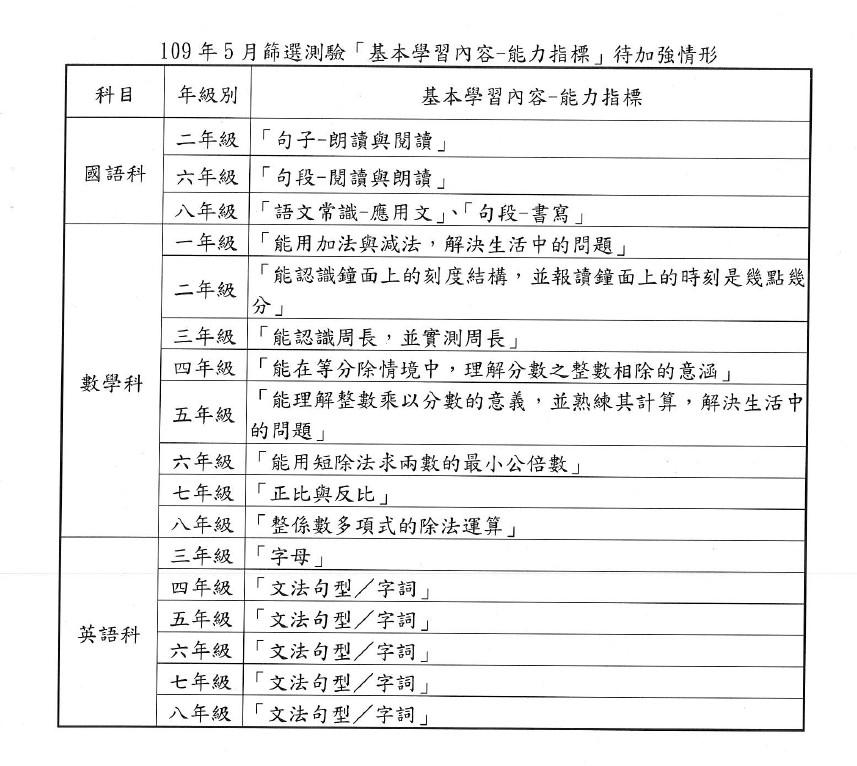 109年5月篩選測驗「基本學習內容-能力指標」待加強情形
科目 年級別 基本學習內容-能力指標
國語科
二年級 「句子-朗讀與閱讀」
六年級 「句段-閱讀與朗讀」
八年級 「語文常識-應用文」、「句段-書寫」
數學科
一年級 「能用加法與減法，解決生活中的問題」
二年級 「能認識鐘面上的刻度結構，並報讀鐘面上的時刻是幾點幾
分」
三年級 「能認識周長，並實測周長」
四年級 「能在等分除情境中，理解分數之整數相除的意涵」
五年級 「能理解整數乘以分數的意義，並熟練其計算，解決生活中
的問題」
六年級 「能用短除法求兩數的最小公倍數」
七年級 「正比與反比」
八年級 「整係數多項式的除法運算」
英語科
三年級 「字母」
四年級 「文法句型／字詞」
五年級 「文法句型／字詞」
六年級 「文法句型／字詞」
七年級 「文法句型／字詞」
八年級 「文法句型／字詞」